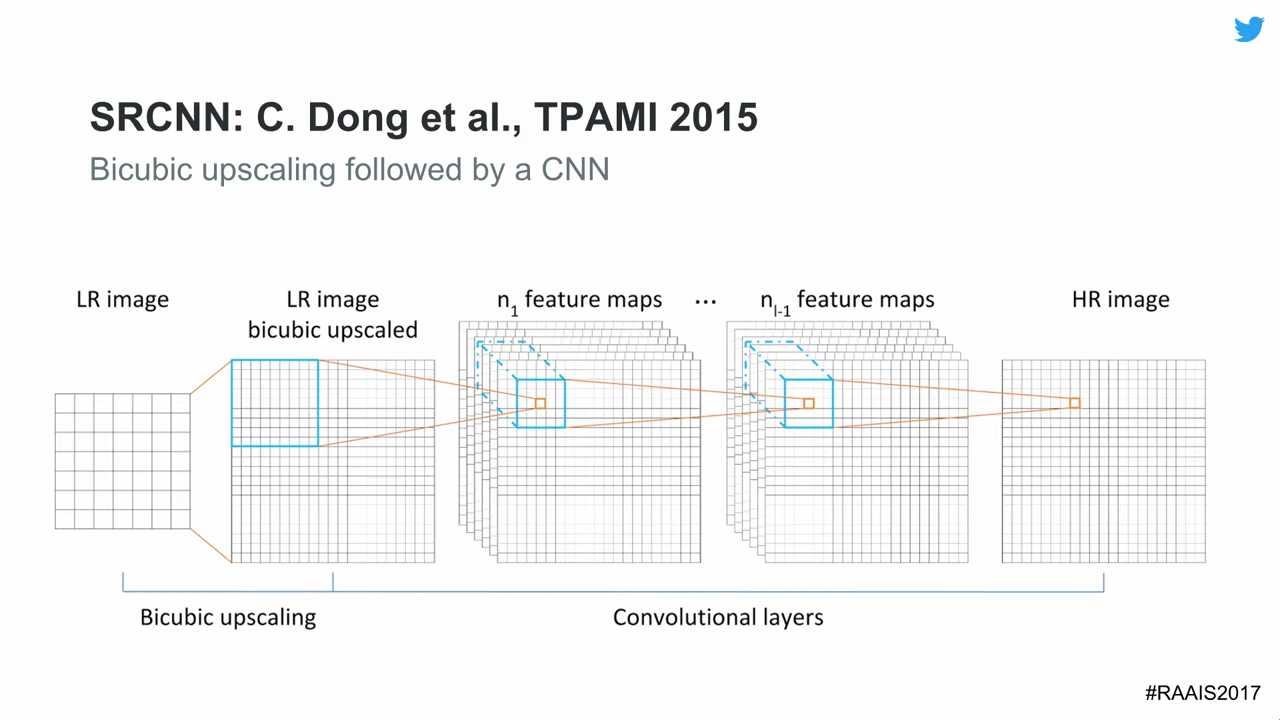 SRCNN: C. Dong et al., TPAMI 2015
Bicubic upscaling followed by a CNN
LR image
LR image
bicubic upscaled
n1 feature maps
...
nl-1 feature maps
HR image
Bicubic upscaling
Convolutional layers
#RAAIS2017